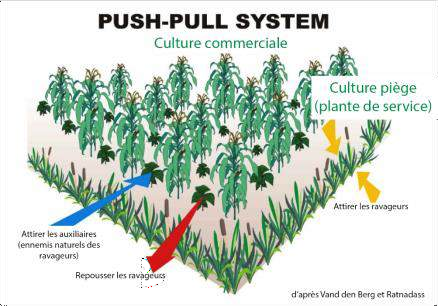 PUSH-PULL SYSTEM
Culture commerciale
Culture piège
(plante de service)
Attirer les ravageurs
Attirer les auxiliaires
(ennemis naturels des
ravageurs)
Repousser les ravageurs
d'après Vand den Berg et Ratnadass